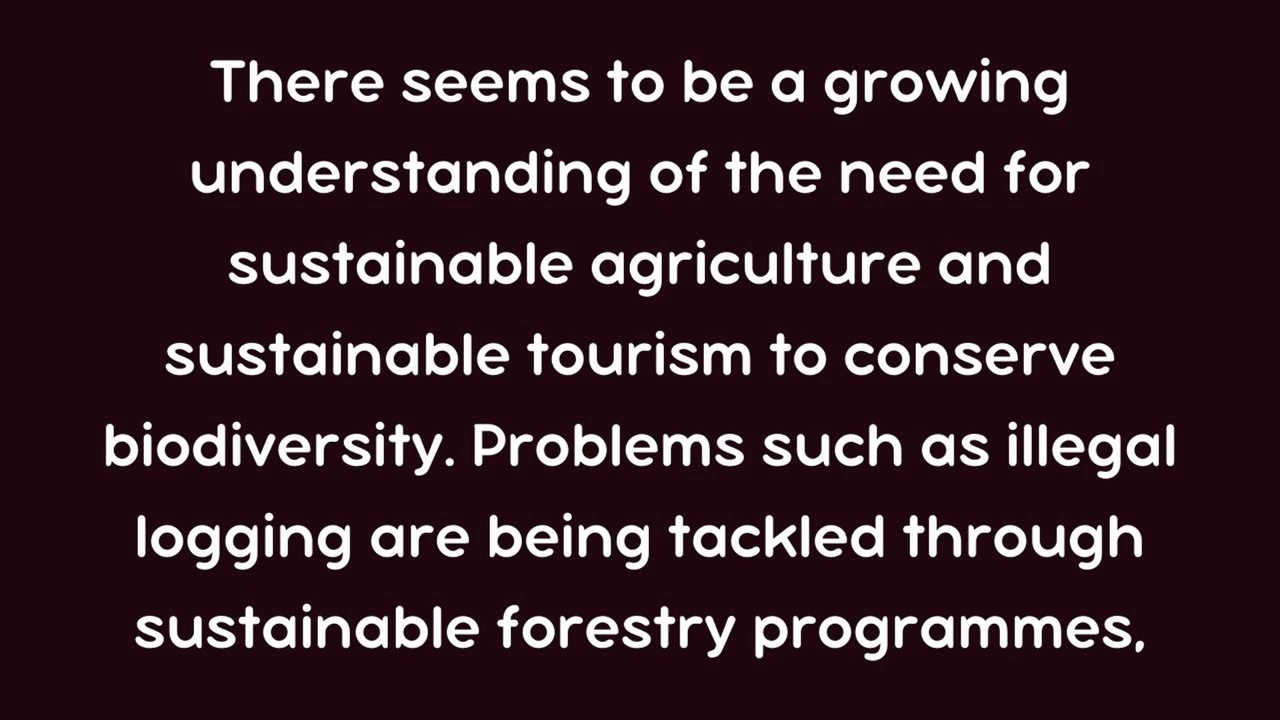 There seems to be a growing
understanding of the need for
sustainable agriculture and
sustainable tourism to conserve
biodiversity. Problems such as illegal
logging are being tackled through
sustainable forestry programmes,